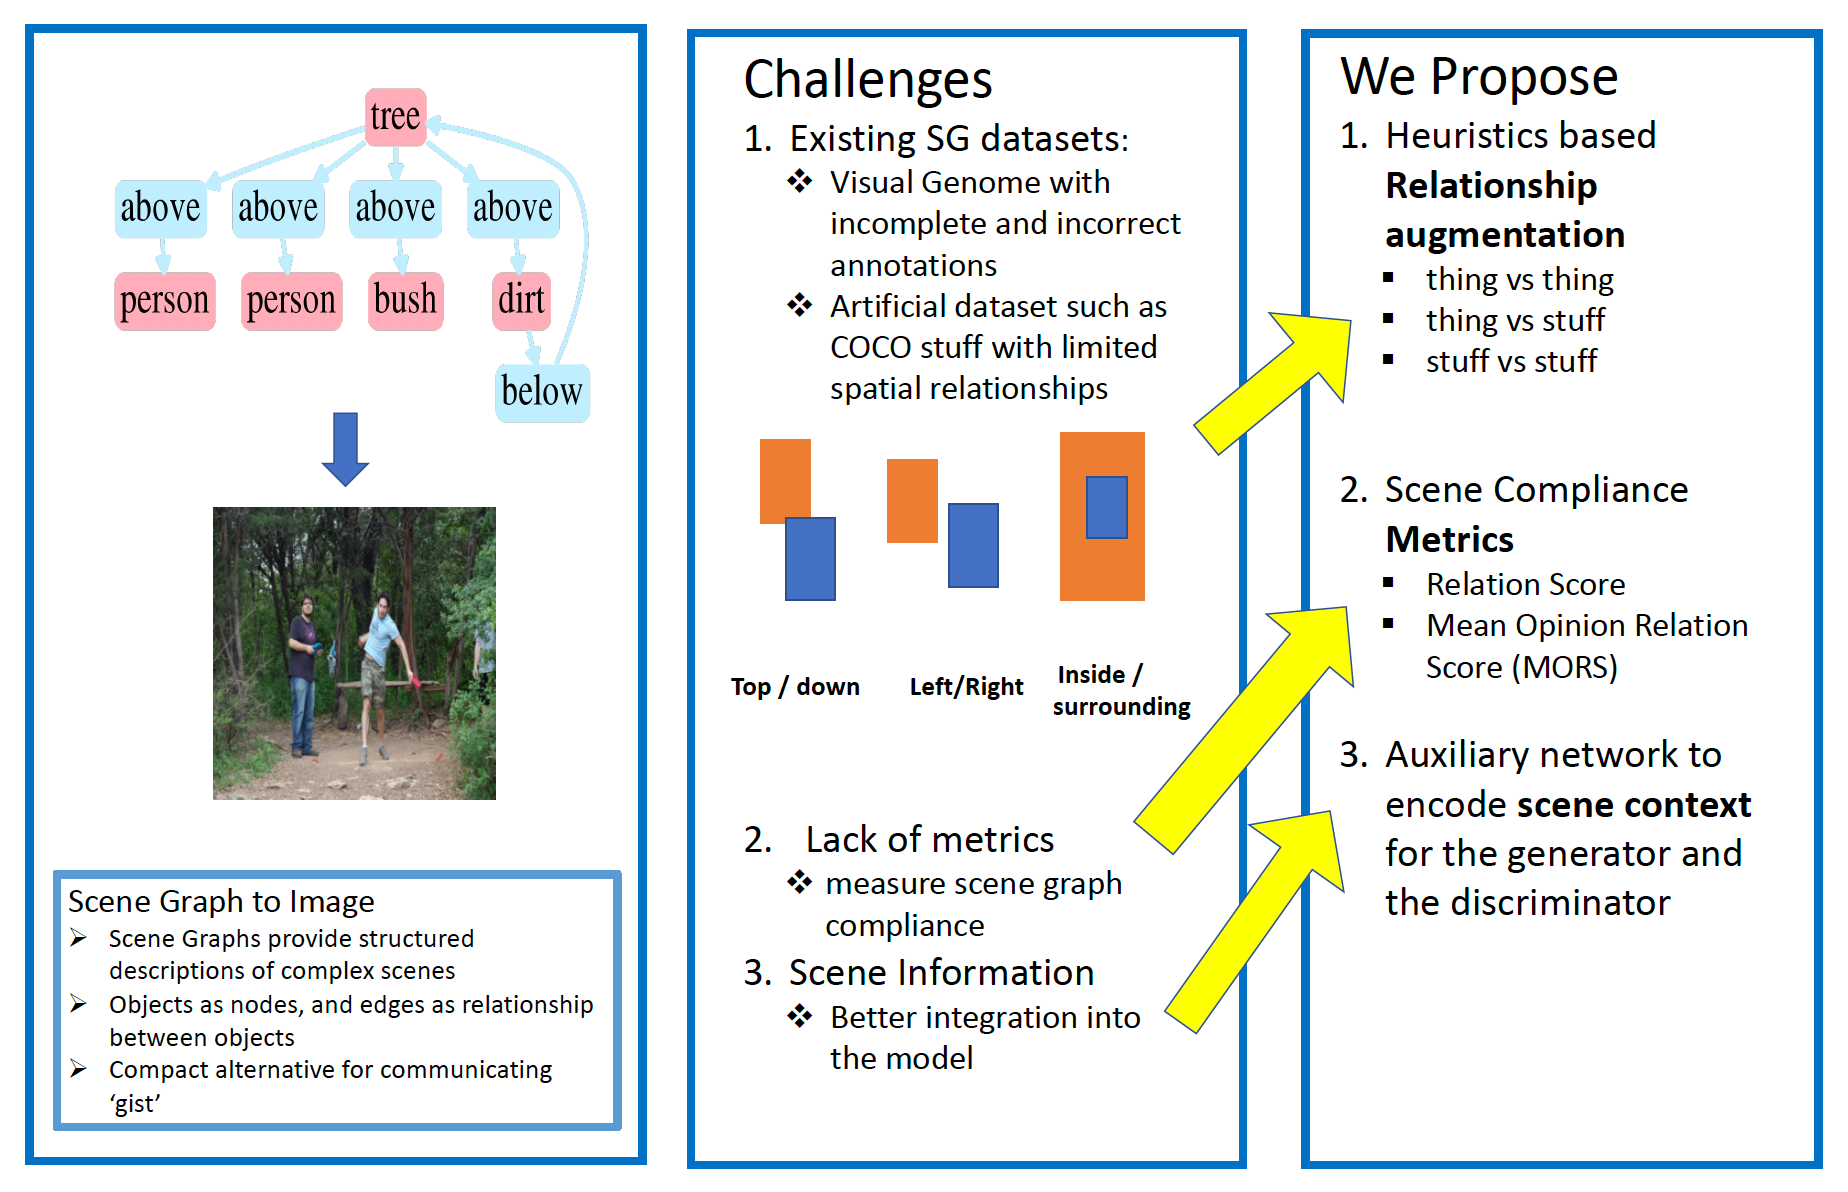 tree
above
above
above
above
person
person
bush
dirt
below
Scene Graph to Image
Scene Graphs provide structured
descriptions of complex scenes
Objects as nodes, and edges as relationship
between objects
Compact alternative for communicating
‘gist’
Challenges
1. Existing SG datasets:
Visual Genome with
incomplete and incorrect
annotations
Artificial dataset such as
COCO stuff with limited
spatial relationships
Top / down
Left/Right
Inside /
surrounding
2. Lack of metrics
measure scene graph
compliance
3. Scene Information
Better integration into
the model
We Propose
1. Heuristics based
Relationship
augmentation
thing vs thing
thing vs stuff
stuff vs stuff
2. Scene Compliance
Metrics
Relation Score
Mean Opinion Relation
Score (MORS)
3. Auxiliary network to
encode scene context
for the generator and
the discriminator